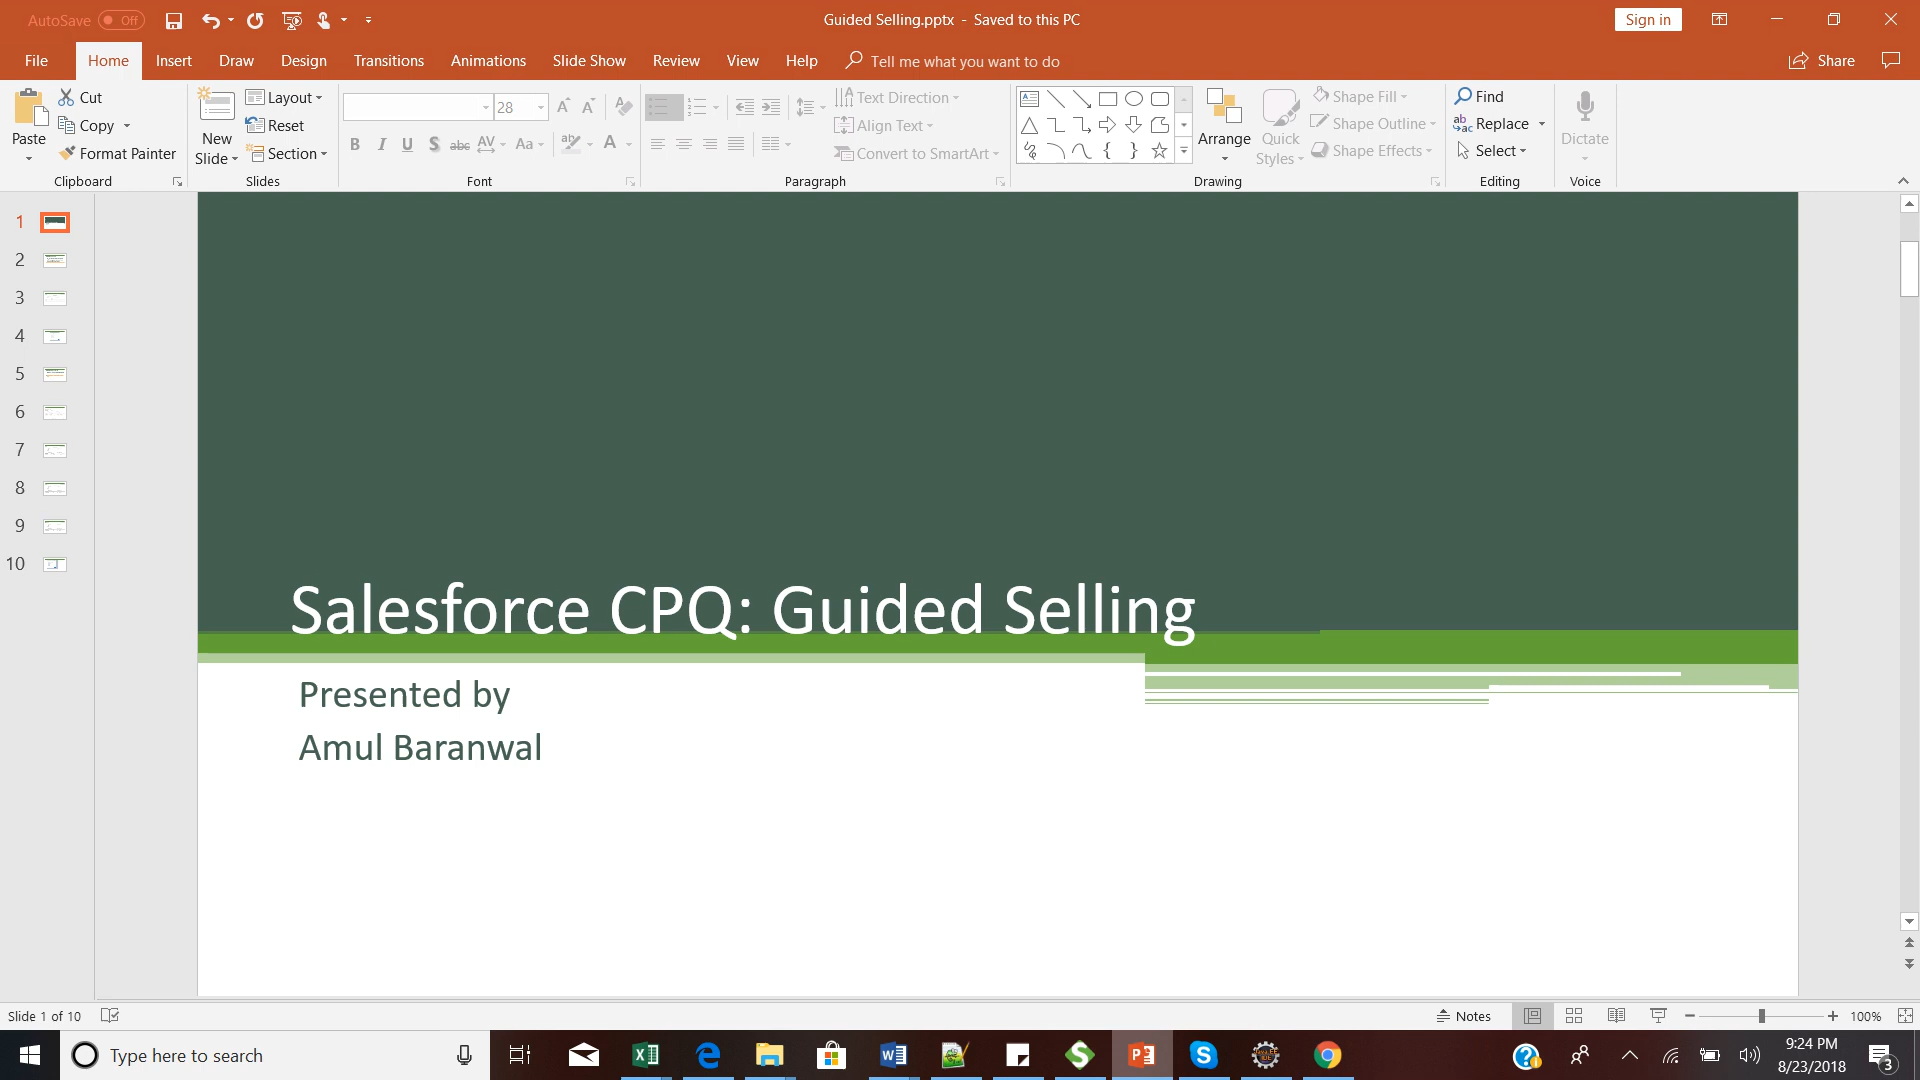 AutoSave Off
Guided Selling.pptx - Saved to this PC
Sign in
File Home Insert Draw Design Transitions Animations Slide Show Review View Help Tell me what you want to do Share
Paste
Cut
Copy
Format Painter
Clipboard
New Slide
Layout
Reset
Section
Slides
28
B I U S abc AV Aa A
Font
Text Direction
Align Text
Convert to SmartArt
Paragraph
Arrange
Quick Styles
Shape Fill
Shape Outline
Shape Effects
Drawing
Find
Replace
Select
Editing
Dictate
Voice
1
2
3
4
5
6
7
8
9
10
Salesforce CPQ: Guided Selling
Presented by
Amul Baranwal
Slide 1 of 10
Notes
100%
Type here to search
9:24 PM
8/23/2018
3